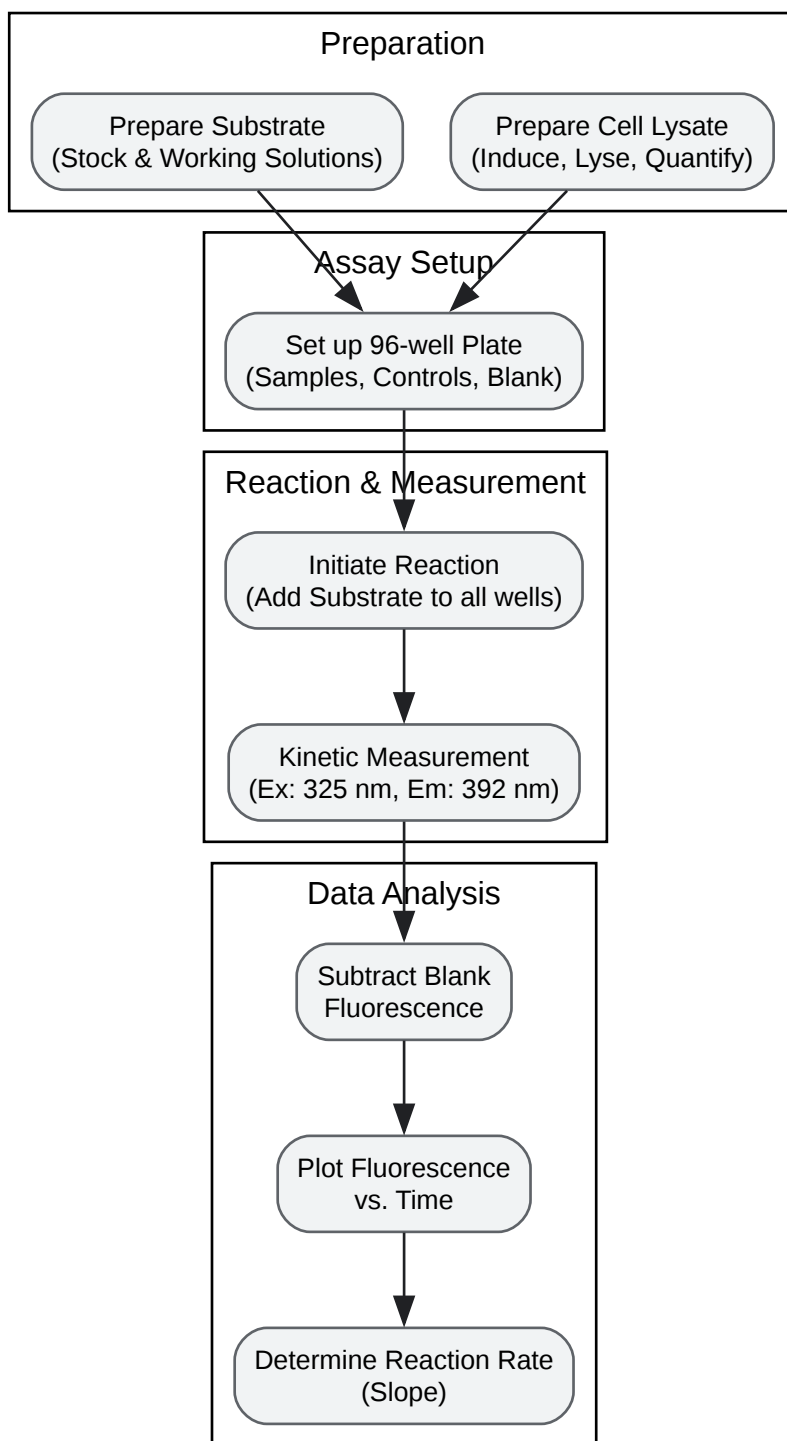 Preparation
Prepare Substrate
(Stock & Working Solutions)
Prepare Cell Lysate
(Induce, Lyse, Quantify)
Assay Setup
Set up 96-well Plate
(Samples, Controls, Blank)
Reaction & Measurement
Initiate Reaction
(Add Substrate to all wells)
Kinetic Measurement
(Ex: 325 nm, Em: 392 nm)
Data Analysis
Subtract Blank
Fluorescence
Plot Fluorescence
vs. Time
Determine Reaction Rate
(Slope)